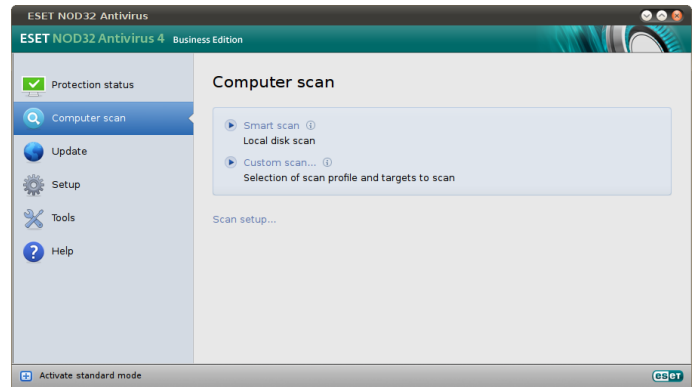 ESET NOD32 Antivirus
ESET NOD32 Antivirus 4 Business Edition
Protection status
Computer scan
Update
Setup
Tools
Help
Computer scan
Smart scan
Local disk scan
Custom scan...
Selection of scan profile and targets to scan
Scan setup...
Activate standard mode
eseT